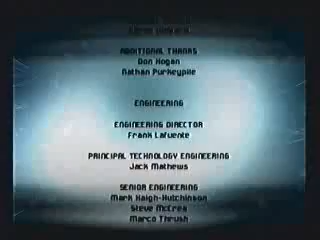 ADDITIONAL THANKS
Don Hogan
Nathan Purkeypile
ENGINEERING
ENGINEERING DIRECTOR
Frank Lafuente
PRINCIPAL TECHNOLOGY ENGINEERING
Jack Mathews
SENIOR ENGINEERING
Mark Haigh-Hutchinson
Steve McCrea
Marco Thrush